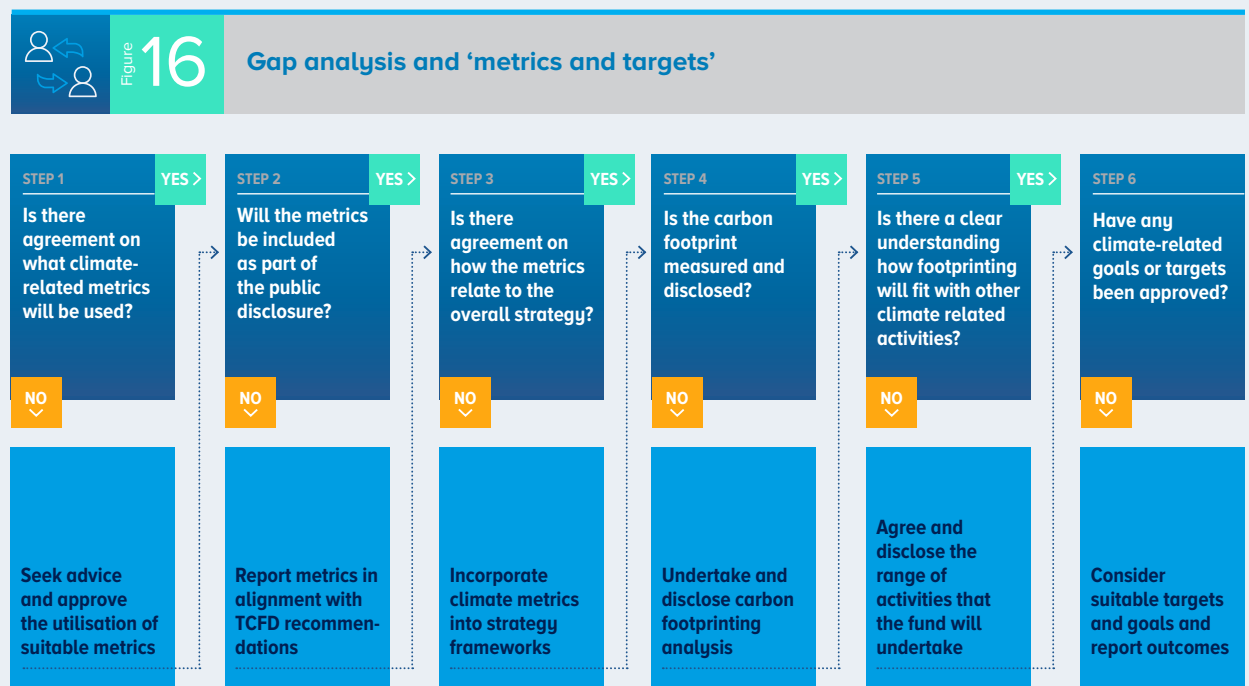 Figure 16
Gap analysis and ‘metrics and targets’
STEP 1
YES >
Is there
agreement on
what climate-
related metrics
will be used?
NO
Seek advice
and approve
the utilisation of
suitable metrics
STEP 2
YES >
Will the metrics
be included
as part of
the public
disclosure?
NO
Report metrics in
alignment with
TCFD recommen-
dations
STEP 3
YES >
Is there
agreement on
how the metrics
relate to the
overall strategy?
NO
Incorporate
climate metrics
into strategy
frameworks
STEP 4
YES >
Is the carbon
footprint
measured and
disclosed?
NO
Undertake and
disclose carbon
footprinting
analysis
STEP 5
YES >
Is there a clear
understanding
how footprinting
will fit with other
climate related
activities?
NO
Agree and
disclose the
range of
activities that
the fund will
undertake
STEP 6
Have any
climate-related
goals or targets
been approved?
NO
Consider
suitable targets
and goals and
report outcomes